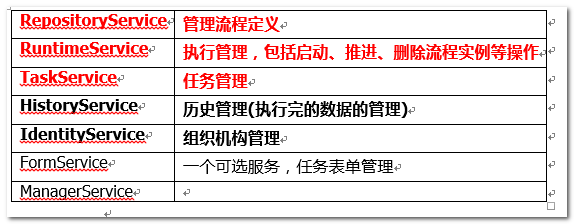 RepositoryService 管理流程定义
RuntimeService 执行管理，包括启动、推进、删除流程实例等操作
TaskService 任务管理
HistoryService 历史管理(执行完的数据的管理)
IdentityService 组织机构管理
FormService 一个可选服务，任务表单管理
ManagerService